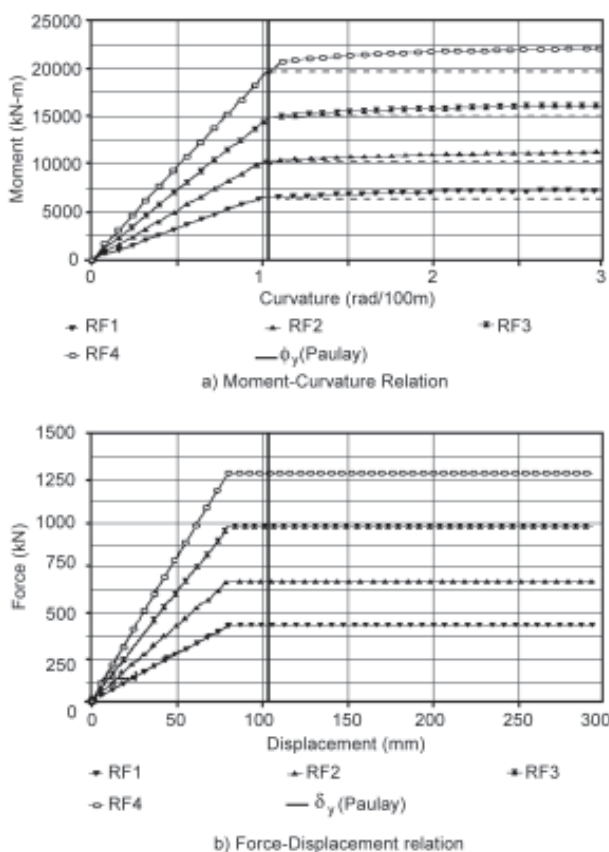 25000
20000
15000
10000
5000
0
Moment (kN-m)
0 1 2 3
Curvature (rad/100m)
RF1 RF2 RF3
RF4 ϕy(Paulay)
a) Moment-Curvature Relation
1500
1250
1000
750
500
250
0
Force (kN)
0 50 100 150 200 250 300
Displacement (mm)
RF1 RF2 RF3
RF4 δy(Paulay)
b) Force-Displacement relation